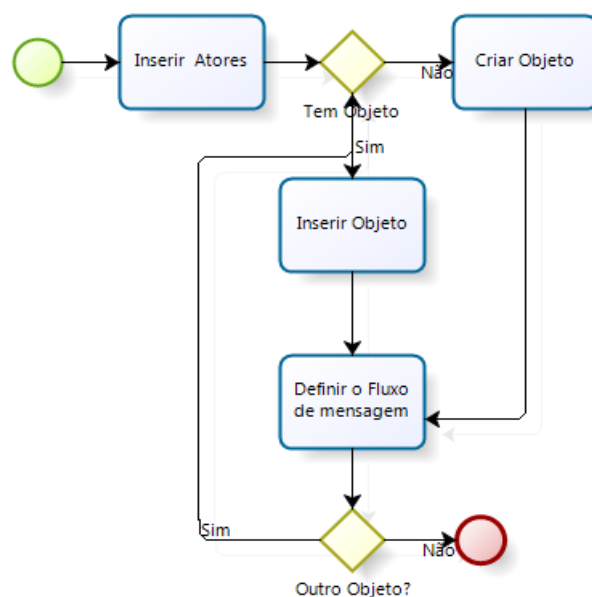 Inserir Atores
Não
Criar Objeto
Tem Objeto
Sim
Inserir Objeto
Definir o Fluxo
de mensagem
Sim
Não
Outro Objeto?